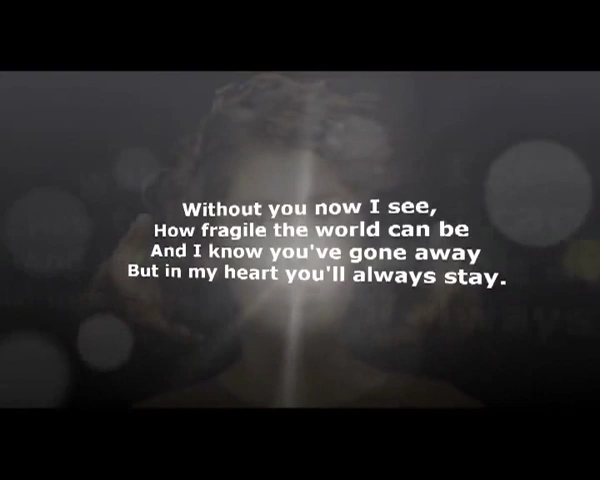 Without you now I see,
How fragile the world can be
And I know you've gone away
But in my heart you'll always stay.